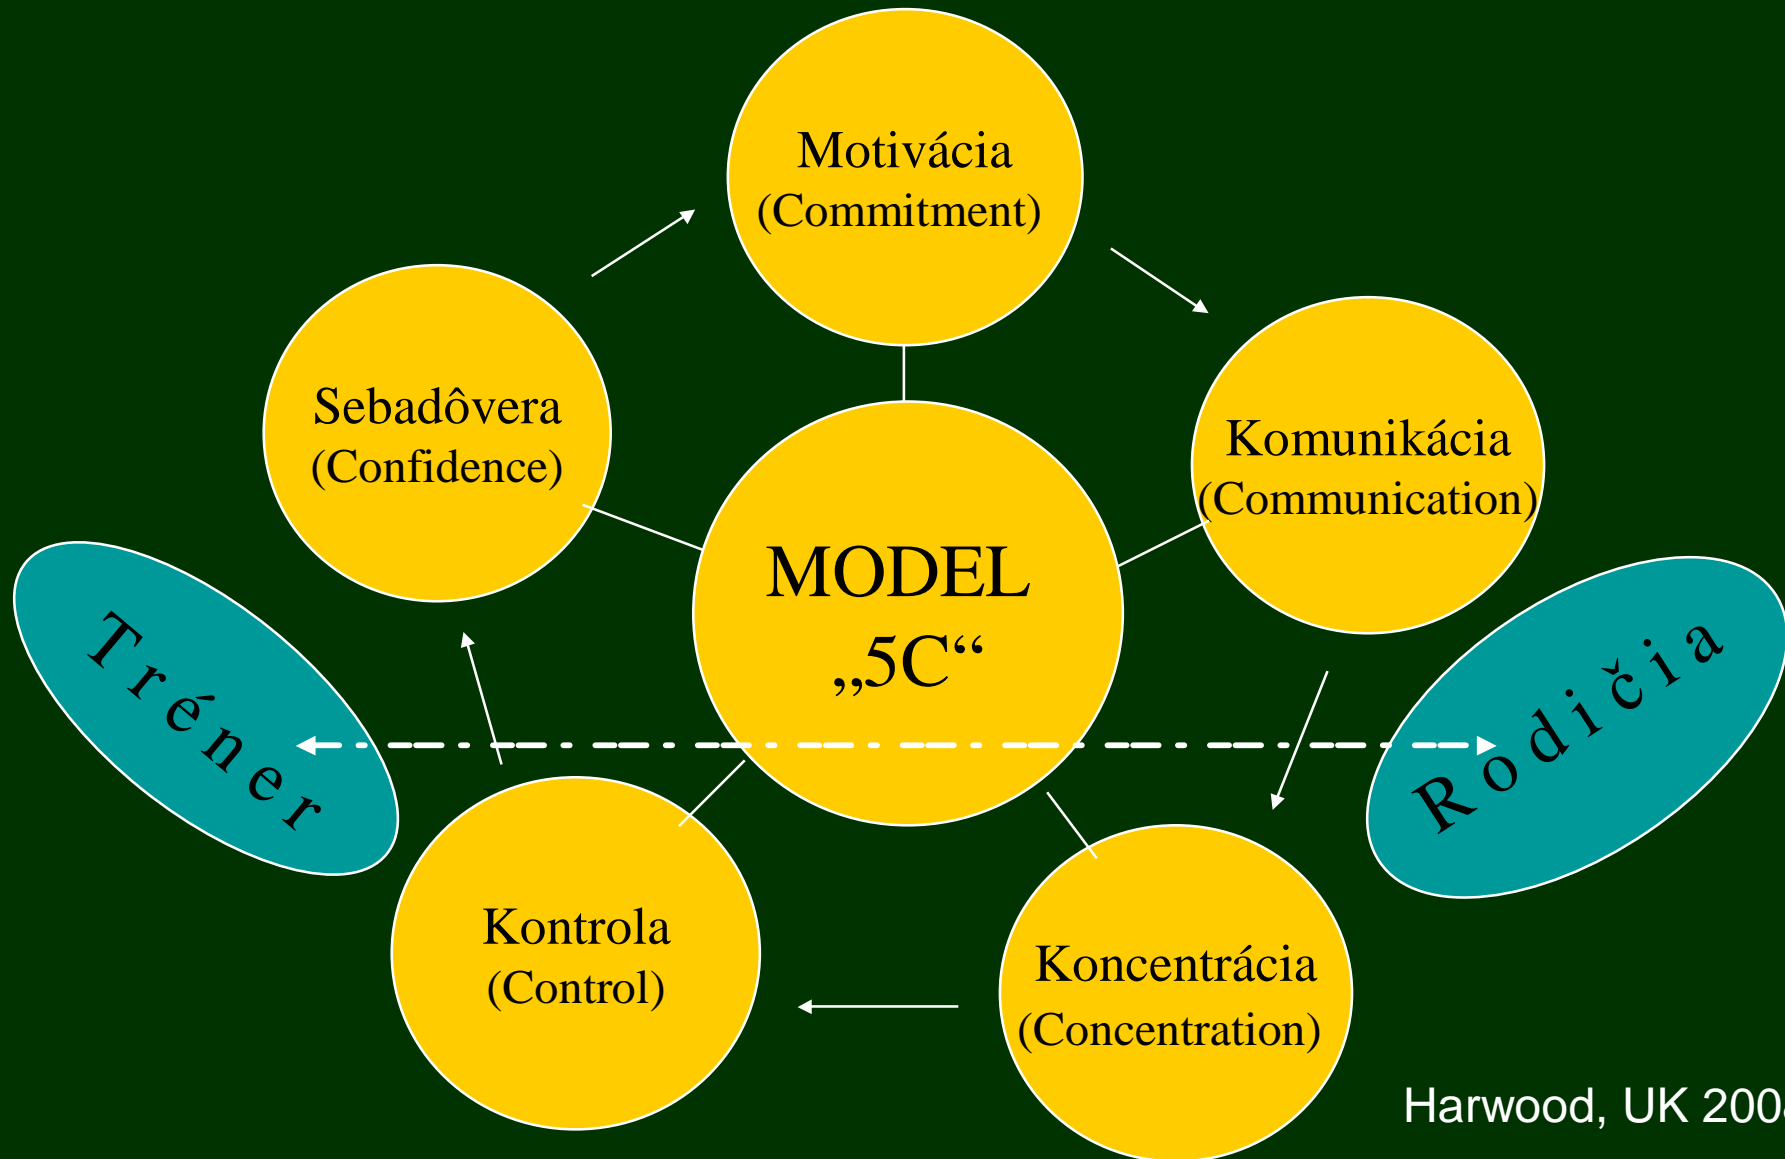 Motivácia
(Commitment)
Sebadôvera
(Confidence)
Komunikácia
(Communication)
MODEL
„5C“
Tréner
Rodičia
Kontrola
(Control)
Koncentrácia
(Concentration)
Harwood, UK